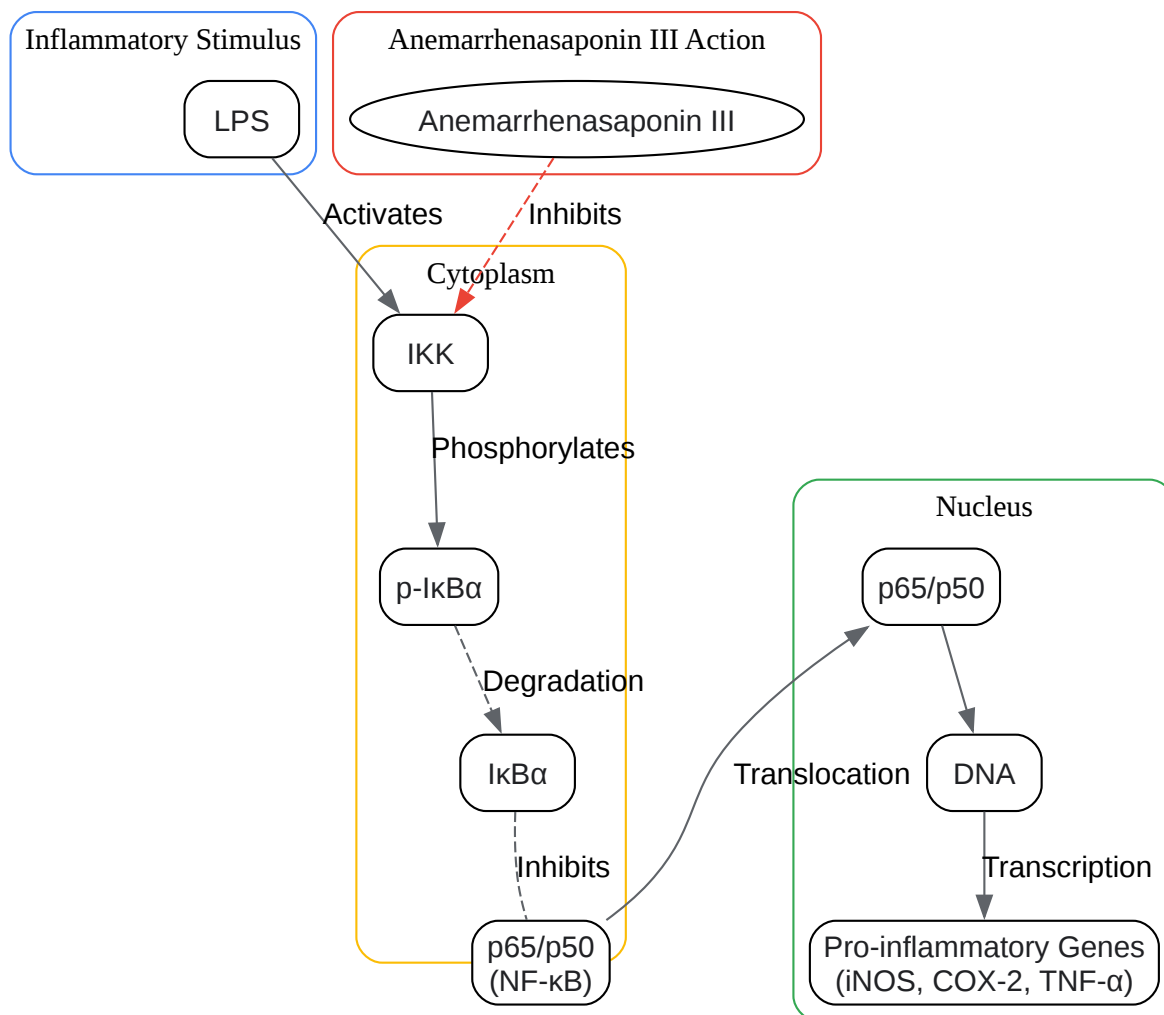 Inflammatory Stimulus
Anemarrhenasaponin III Action
LPS
Anemarrhenasaponin III
Activates
Inhibits
Cytoplasm
IKK
Phosphorylates
Nucleus
p-IκBα
p65/p50
Degradation
IκBα
Translocation
DNA
Inhibits
Transcription
p65/p50
(NF-κB)
Pro-inflammatory Genes
(iNOS, COX-2, TNF-α)